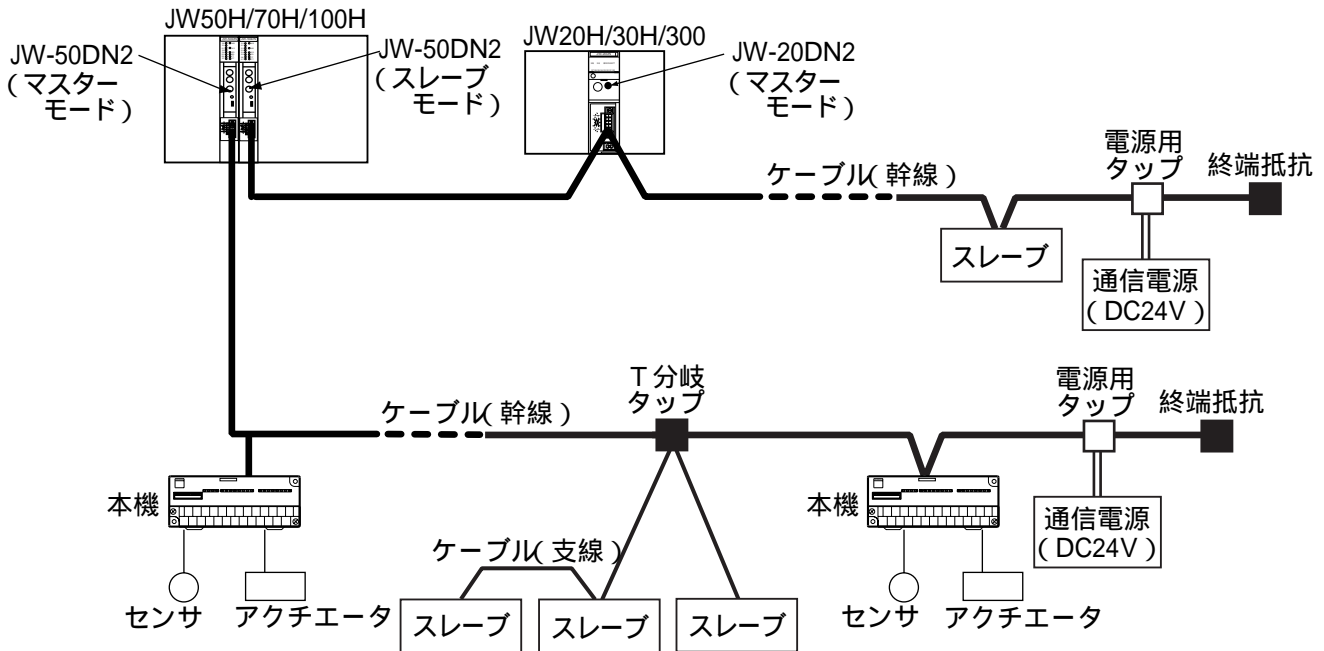 JW50H/70H/100H
JW-50DN2
（マスター
モード）
JW-50DN2
（スレーブ
モード）
JW20H/30H/300
JW-20DN2
（マスター
モード）
ケーブル（幹線）
電源用
タップ
終端抵抗
スレーブ
通信電源
（DC24V）
ケーブル（幹線）
T分岐
タップ
電源用
タップ
終端抵抗
本機
本機
通信電源
（DC24V）
ケーブル（支線）
センサ
アクチエータ
スレーブ
スレーブ
スレーブ
センサ
アクチエータ